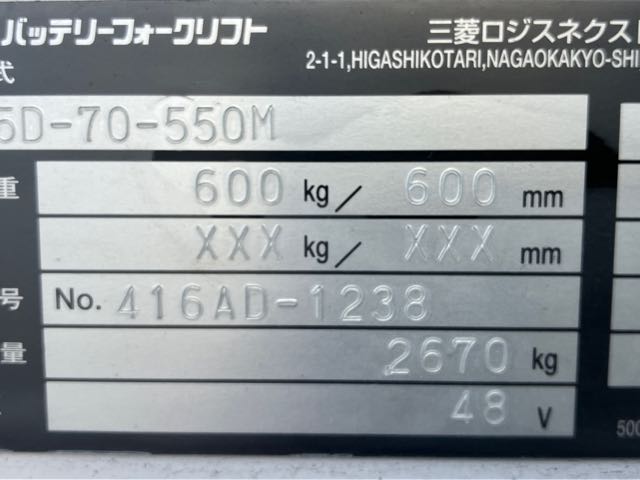 バッテリーフォークリフト
三菱ロジスネクスト
2-1-1,HIGASHIKOTARI,NAGAOKAKYO-SHI
式
5D-70-550M
重 600 kg/ 600 mm
XXX kg/ XXX mm
号 No. 416AD-1238
量 2670 kg
48 V
500